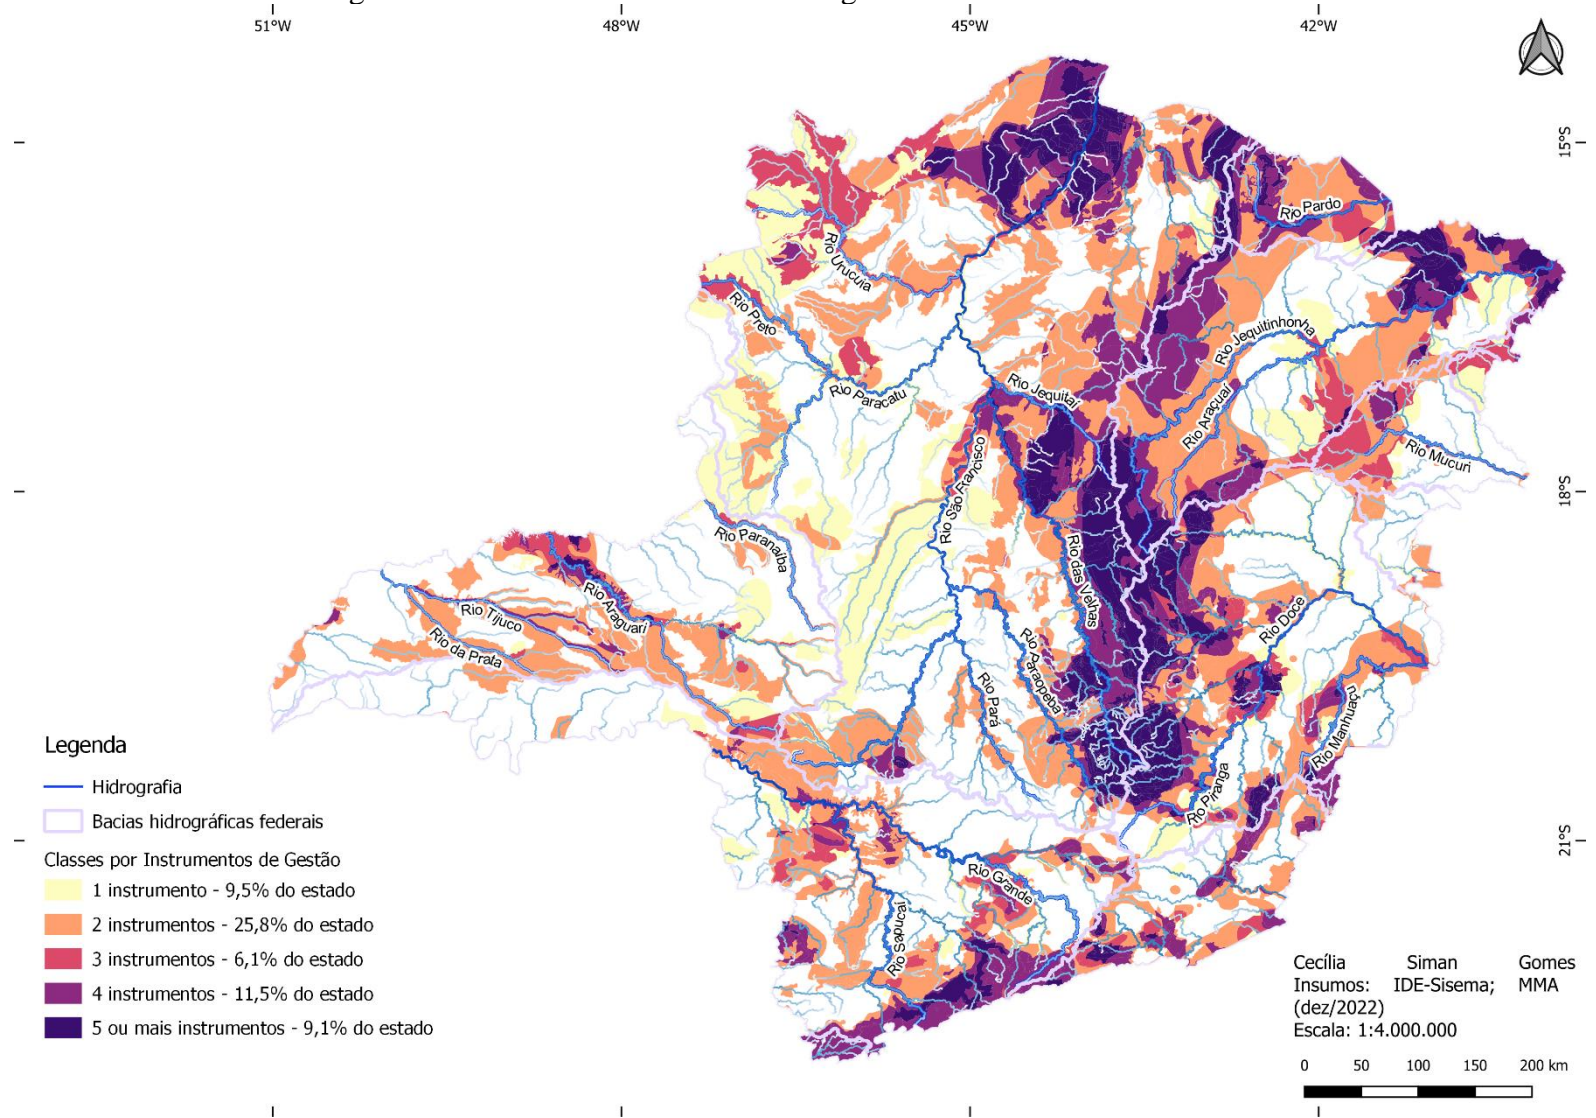 51°W 48°W 45°W 42°W
15°S
Rio Pardo
Rio Urucuia
Rio Preto
Rio Jequitinhonha
Rio Jequitaí
Rio Paracatu
Rio Araçuaí
Rio São Francisco
Rio Mucuri
18°S
Rio Paranaíba
Rio das Velhas
Rio Araguari
Rio Tijuco
Rio Doce
Rio da Prata
Rio Paraopeba
Rio Pará
Rio Manhuaçu
Rio Piranga
21°S
Rio Grande
Rio Sapucaí
Legenda
Hidrografia
Bacias hidrográficas federais
Classes por Instrumentos de Gestão
1 instrumento - 9,5% do estado
2 instrumentos - 25,8% do estado
3 instrumentos - 6,1% do estado
4 instrumentos - 11,5% do estado
5 ou mais instrumentos - 9,1% do estado
Cecília Siman Gomes
Insumos: IDE-Sisema; MMA
(dez/2022)
Escala: 1:4.000.000
0 50 100 150 200 km